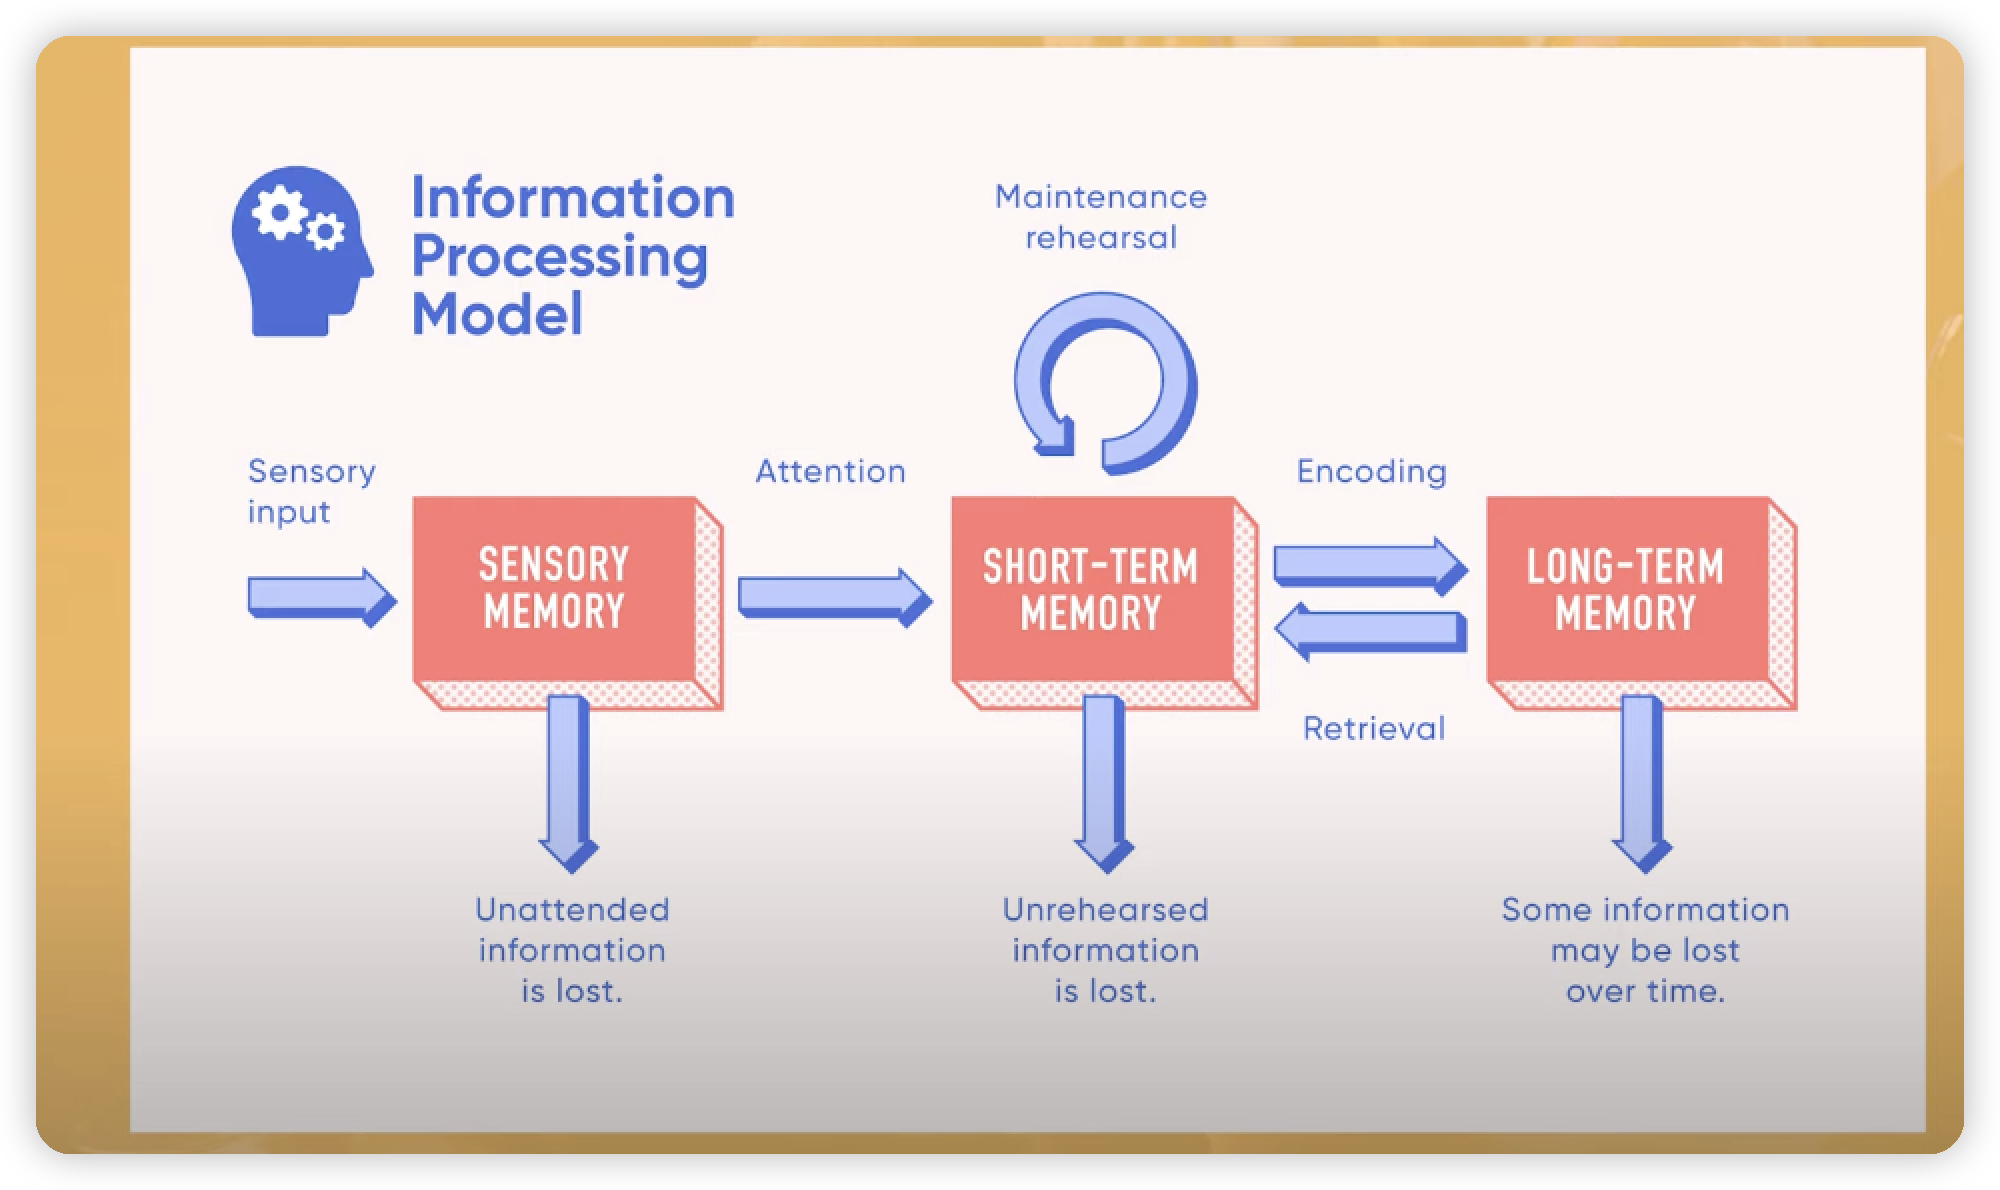 Information
Processing
Model
Maintenance
rehearsal
Sensory
input
Attention
Encoding
SENSORY
MEMORY
SHORT-TERM
MEMORY
LONG-TERM
MEMORY
Retrieval
Unattended
information
is lost.
Unrehearsed
information
is lost.
Some information
may be lost
over time.